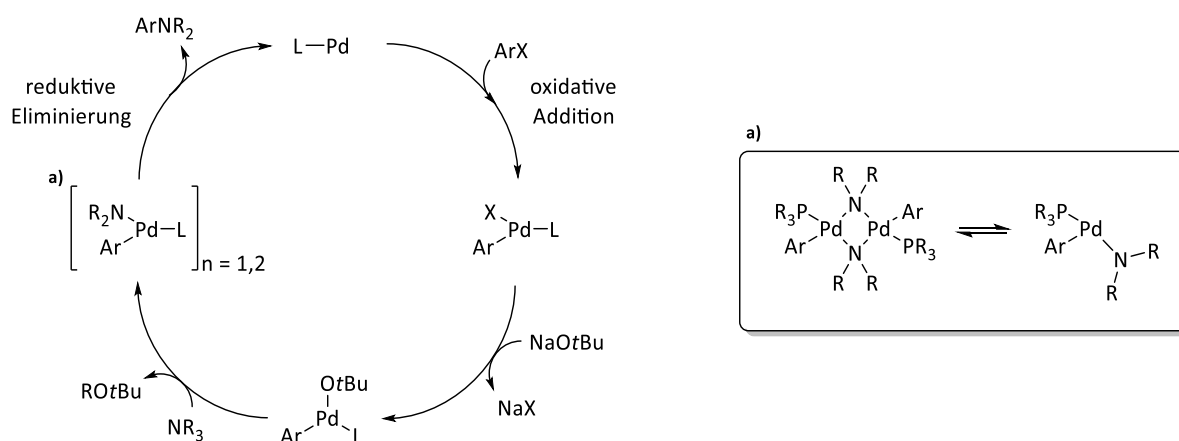 ArNR2
L—Pd
ArX
reduktive
Eliminierung
oxidative
Addition
a)
R2N
Pd—L
Ar
n = 1,2
X
Pd—L
Ar
NaOtBu
NaX
OtBu
Pd
Ar
L
ROtBu
NR3
a)
R
R
N
R3P
Ar
Pd
Pd
Ar
PR3
N
R
R
R3P
Pd
Ar
N
R
R